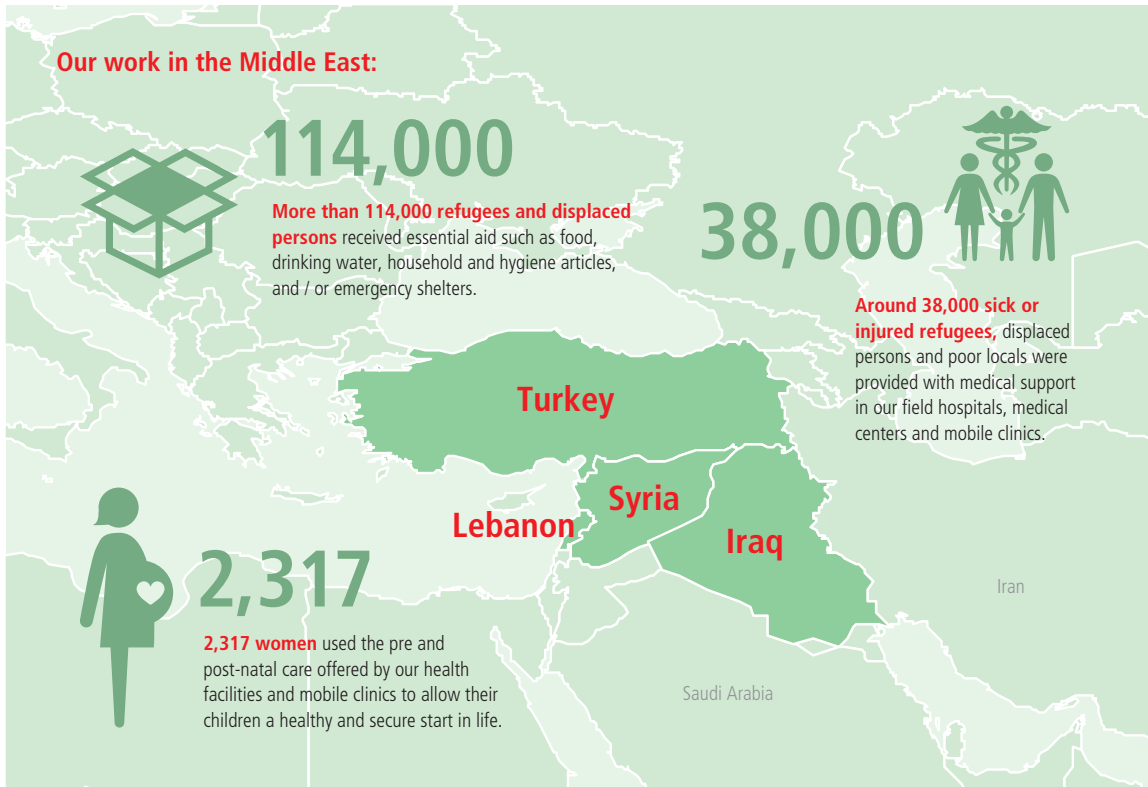 Our work in the Middle East:
114,000
More than 114,000 refugees and displaced
persons received essential aid such as food,
drinking water, household and hygiene articles,
and / or emergency shelters.
38,000
Around 38,000 sick or
injured refugees, displaced
persons and poor locals were
provided with medical support
in our field hospitals, medical
centers and mobile clinics.
Turkey
Syria
Lebanon
Iraq
Iran
Saudi Arabia
2,317
2,317 women used the pre and
post-natal care offered by our health
facilities and mobile clinics to allow their
children a healthy and secure start in life.